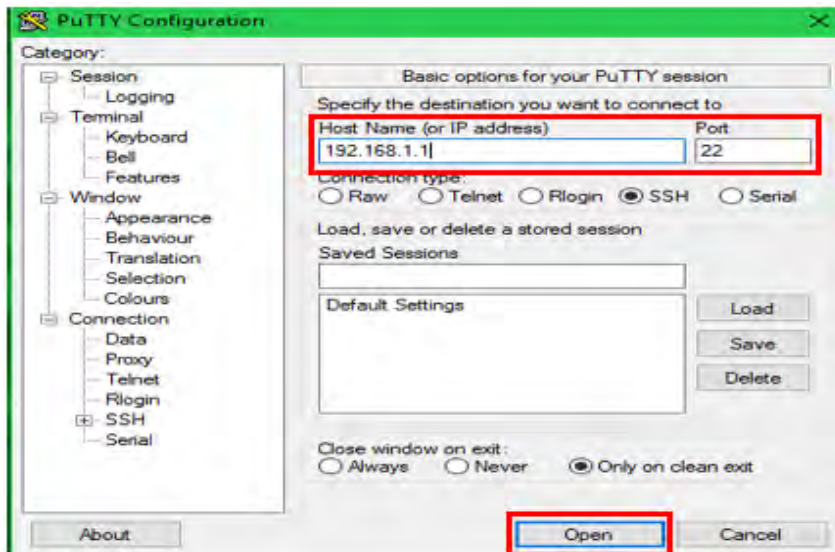 PuTTY Configuration
Category:
Session
Logging
Terminal
Keyboard
Bell
Features
Window
Appearance
Behaviour
Translation
Selection
Colours
Connection
Data
Proxy
Telnet
Rlogin
SSH
Serial
Basic options for your PuTTY session
Specify the destination you want to connect to
Host Name (or IP address) Port
192.168.1.1 22
Connection type:
Raw Telnet Rlogin SSH Serial
Load, save or delete a stored session
Saved Sessions
Default Settings
Load
Save
Delete
Close window on exit:
Always Never Only on clean exit
About Open Cancel